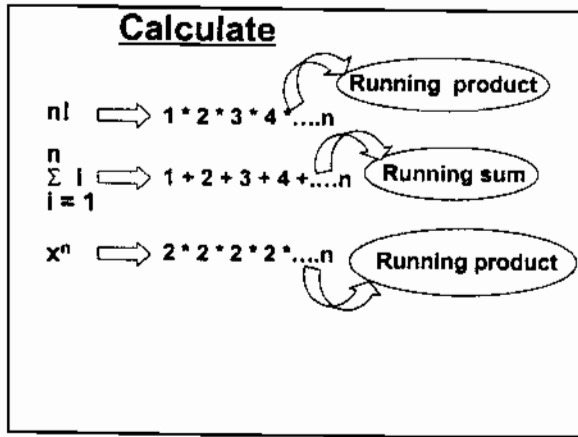 Calculate
Running product
n! 1 * 2 * 3 * 4 *....n
n
Σ i 1 + 2 + 3 + 4 +....n Running sum
i = 1
xⁿ 2 * 2 * 2 * 2 *....n Running product